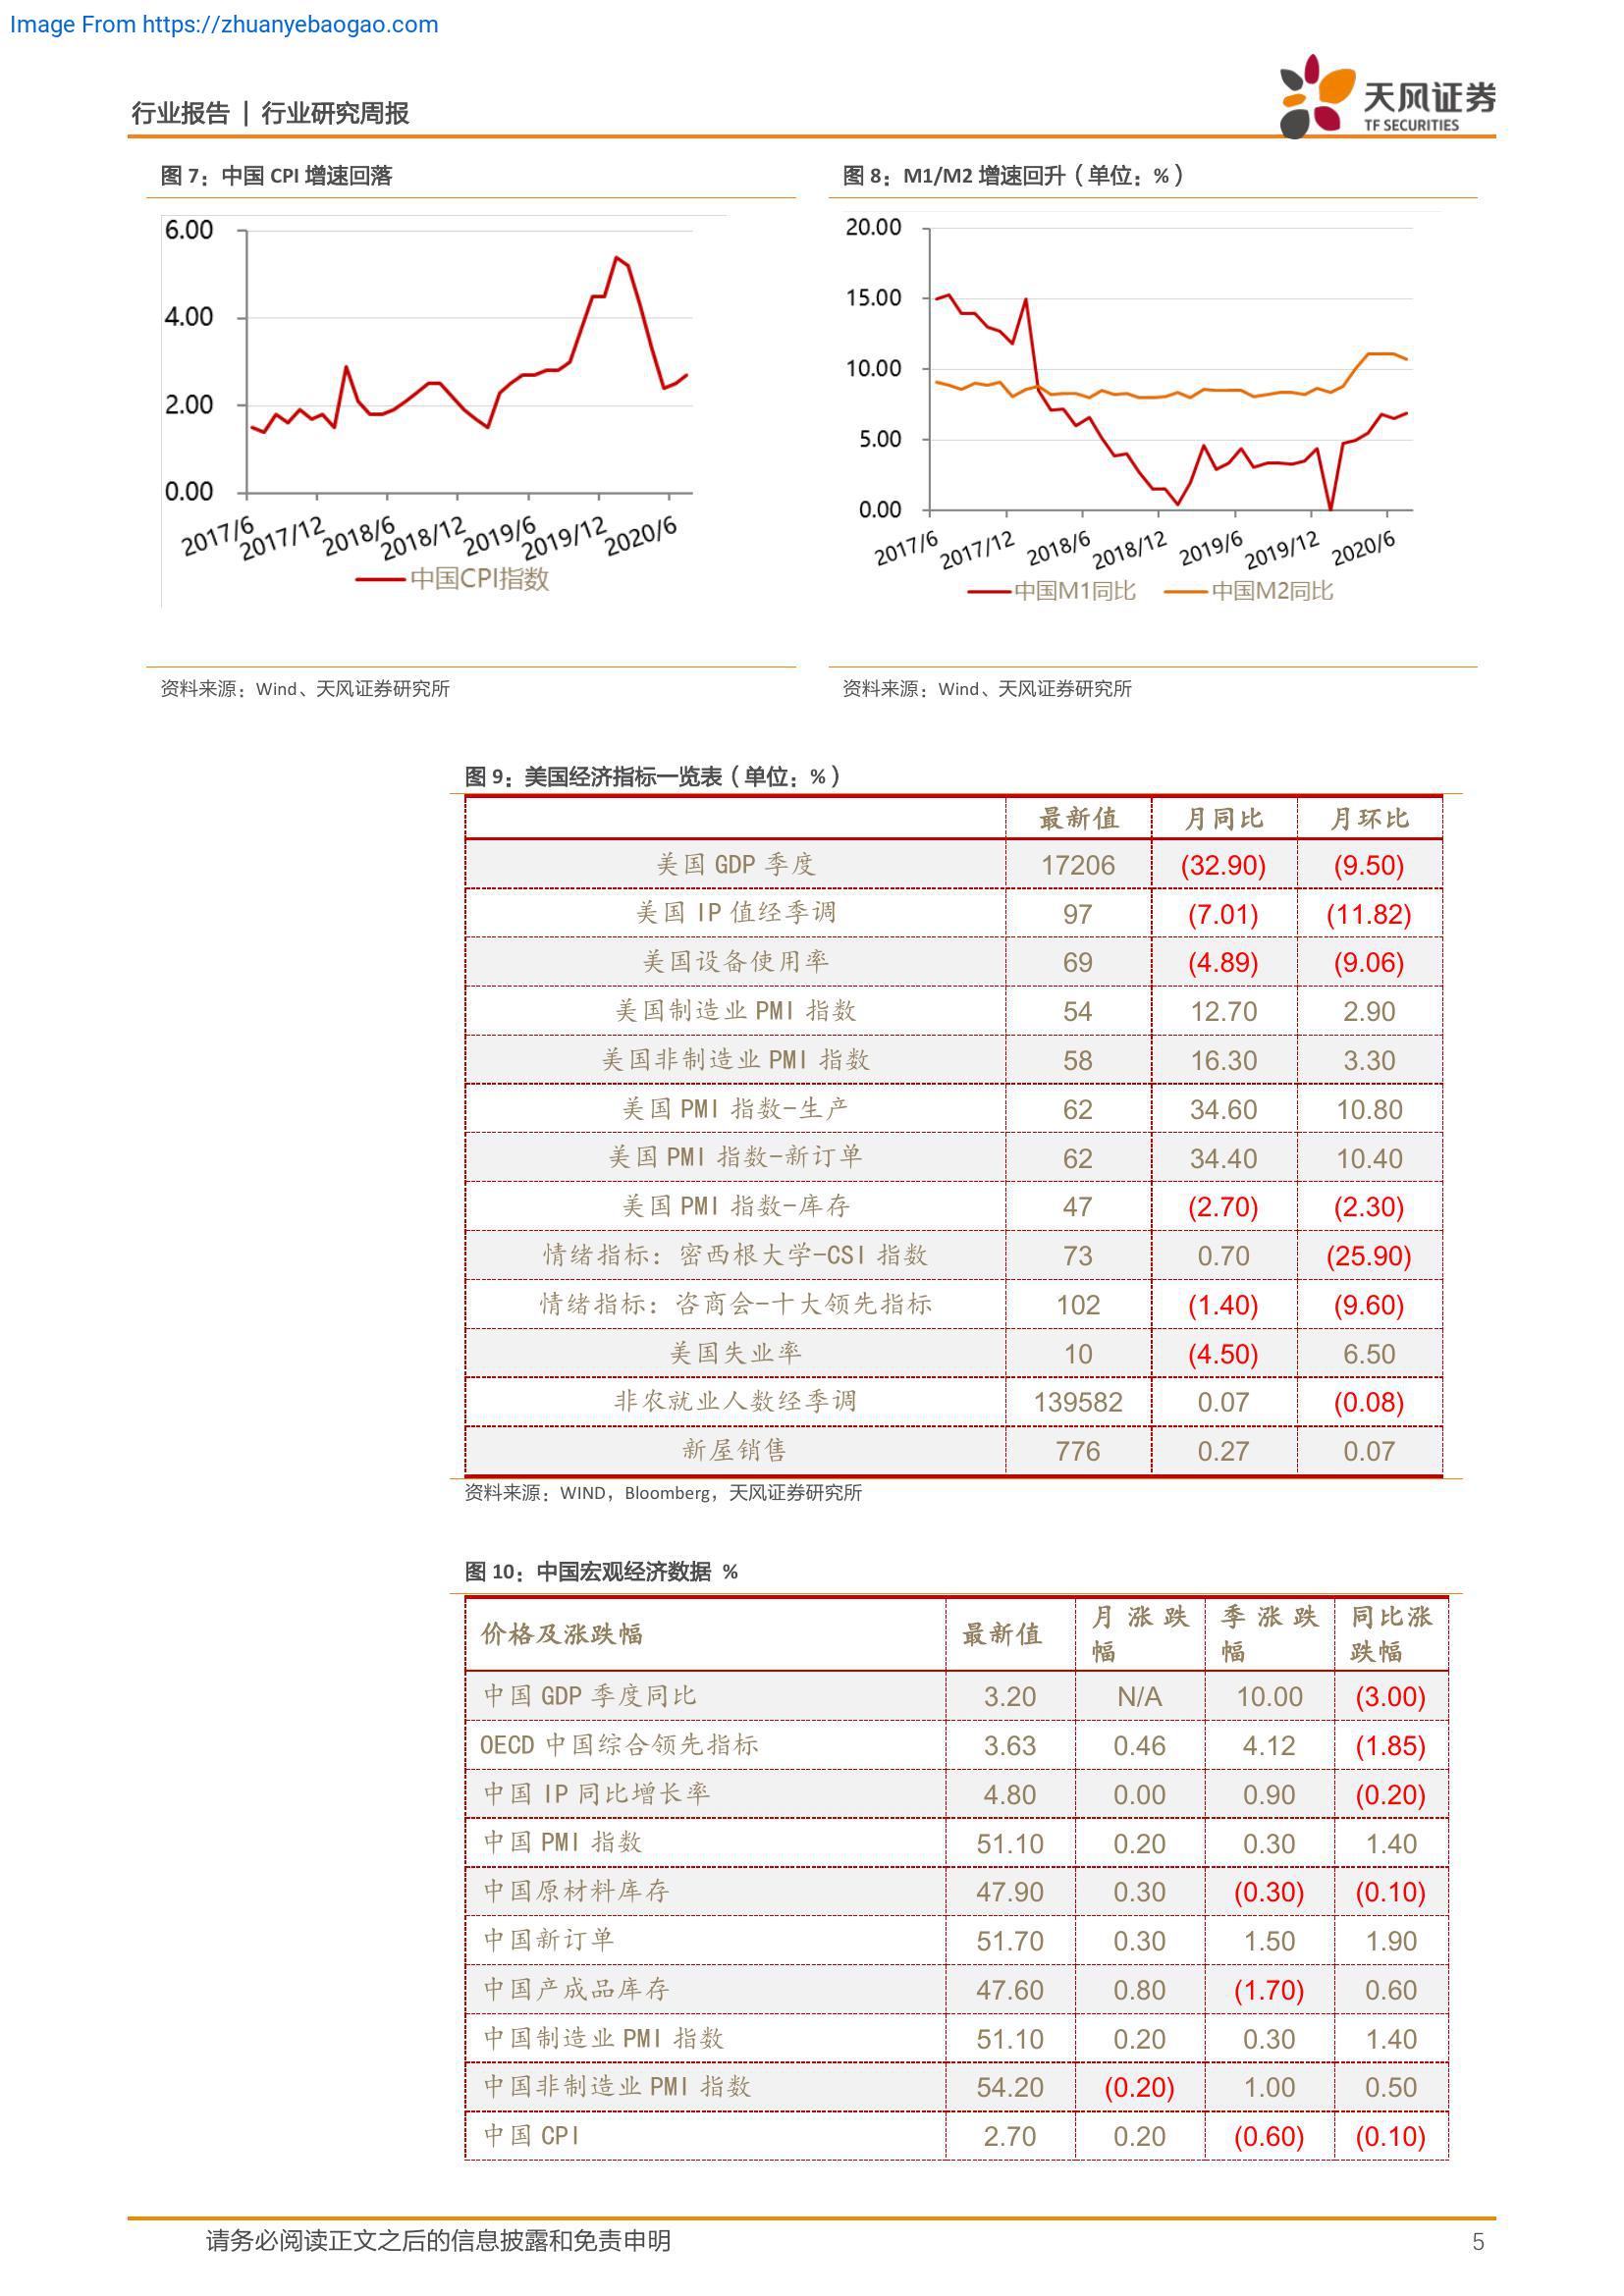 Image From https://zhuanyebaogao.com
行业报告 | 行业研究周报
天风证券
TF SECURITIES
图 7：中国 CPI 增速回落
6.00
4.00
2.00
0.00
2017/6
2017/12
2018/6
2018/12
2019/6
2019/12
2020/6
中国CPI指数
资料来源：Wind、天风证券研究所
图 8：M1/M2 增速回升（单位：%）
20.00
15.00
10.00
5.00
0.00
2017/6
2017/12
2018/6
2018/12
2019/6
2019/12
2020/6
中国M1同比 中国M2同比
资料来源：Wind、天风证券研究所
图 9：美国经济指标一览表（单位：%）
最新值 月同比 月环比
美国 GDP 季度 17206 (32.90) (9.50)
美国 IP 值经季调 97 (7.01) (11.82)
美国设备使用率 69 (4.89) (9.06)
美国制造业 PMI 指数 54 12.70 2.90
美国非制造业 PMI 指数 58 16.30 3.30
美国 PMI 指数-生产 62 34.60 10.80
美国 PMI 指数-新订单 62 34.40 10.40
美国 PMI 指数-库存 47 (2.70) (2.30)
情绪指标：密西根大学-CSI 指数 73 0.70 (25.90)
情绪指标：咨商会-十大领先指标 102 (1.40) (9.60)
美国失业率 10 (4.50) 6.50
非农就业人数经季调 139582 0.07 (0.08)
新屋销售 776 0.27 0.07
资料来源：WIND，Bloomberg，天风证券研究所
图 10：中国宏观经济数据 %
价格及涨跌幅 最新值 月涨跌幅 季涨跌幅 同比涨跌幅
中国 GDP 季度同比 3.20 N/A 10.00 (3.00)
OECD 中国综合领先指标 3.63 0.46 4.12 (1.85)
中国 IP 同比增长率 4.80 0.00 0.90 (0.20)
中国 PMI 指数 51.10 0.20 0.30 1.40
中国原材料库存 47.90 0.30 (0.30) (0.10)
中国新订单 51.70 0.30 1.50 1.90
中国产成品库存 47.60 0.80 (1.70) 0.60
中国制造业 PMI 指数 51.10 0.20 0.30 1.40
中国非制造业 PMI 指数 54.20 (0.20) 1.00 0.50
中国 CPI 2.70 0.20 (0.60) (0.10)
请务必阅读正文之后的信息披露和免责申明 5